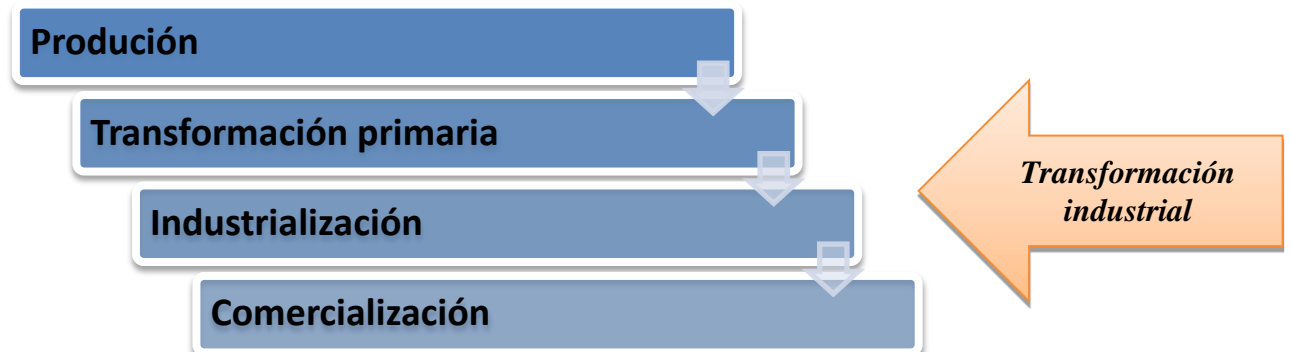 Produción
Transformación primaria
Industrialización
Comercialización
Transformación
industrial